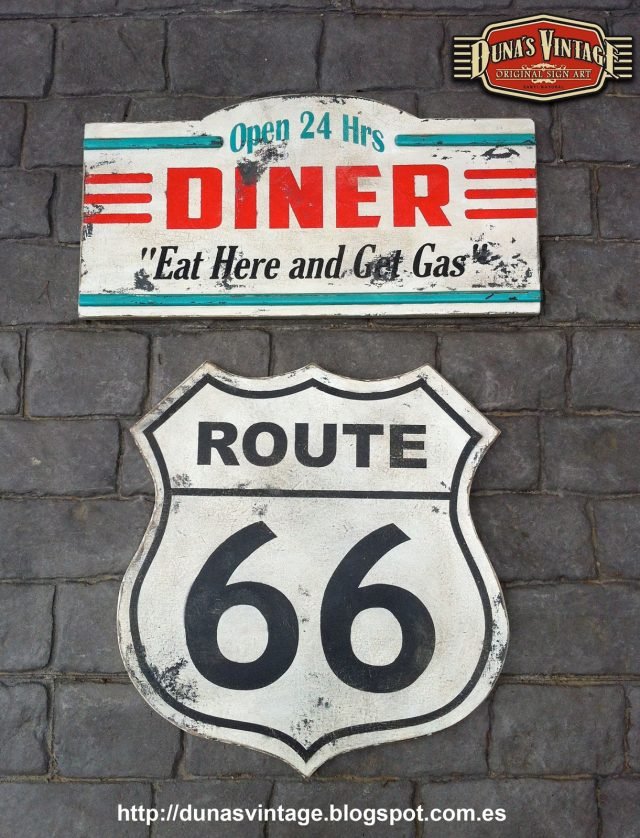 DUNA'S VINTAGE
ORIGINAL SIGN ART
Open 24 Hrs
DINER
"Eat Here and Get Gas"
ROUTE
66
http://dunasvintage.blogspot.com.es